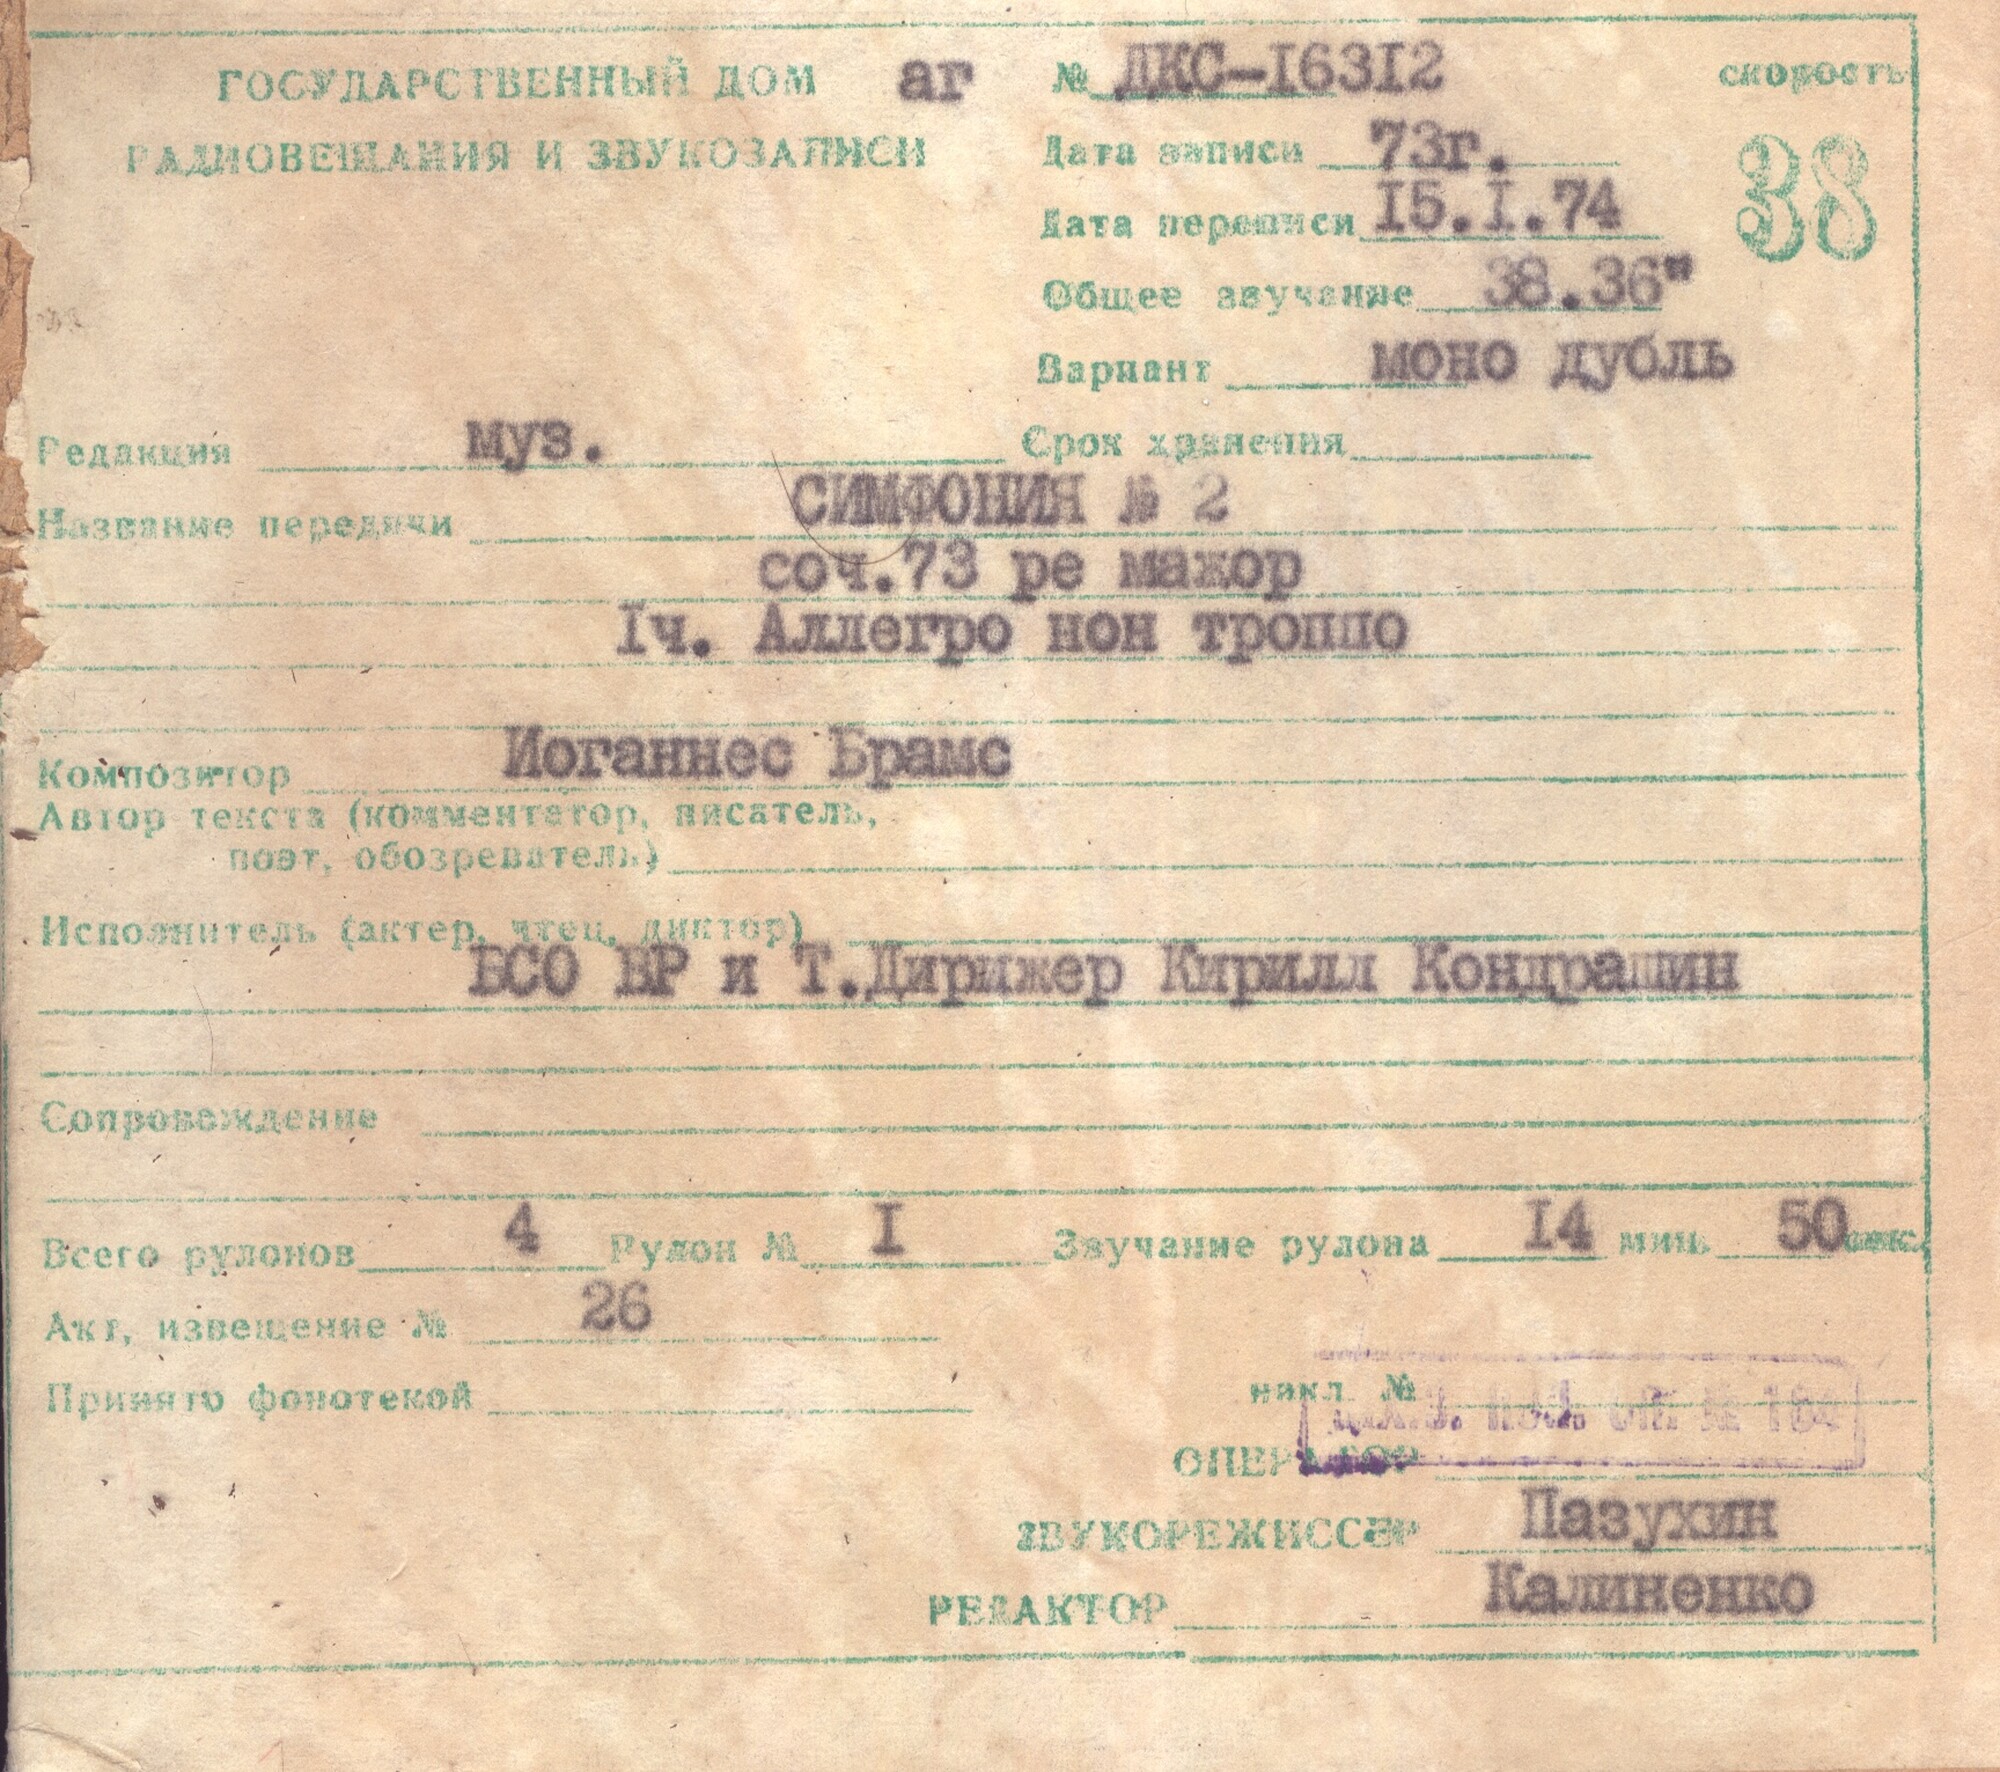 ГОСУДАРСТВЕННЫЙ ДОМ аг № ДКС-I63I2 скорость
РАДИОВЕЩАНИЯ И ЗВУКОЗАПИСИ Дата записи 73г. 38
Дата переписи I5.I.74
Общее звучание 38.36"
Вариант моно дубль
Редакция муз. Срок хранения
Название передачи СИМФОНИЯ № 2
соч.73 ре мажор
Iч. Аллегро нон троппо
Композитор Иоганнес Брамс
Автор текста (комментатор, писатель,
поэт, обозреватель)
Исполнитель (актер, чтец, диктор)
БСО ВР и Т.Дирижер Кирилл Кондрашин
Сопровождение
Всего рулонов 4 Рулон № I Звучание рулона I4 мин. 50 сек.
Акт, извещение № 26
Принято фонотекой
накл. №
ОПЕРАТОР
ЗВУКОРЕЖИССЕР Пазухин
РЕДАКТОР Калиненко